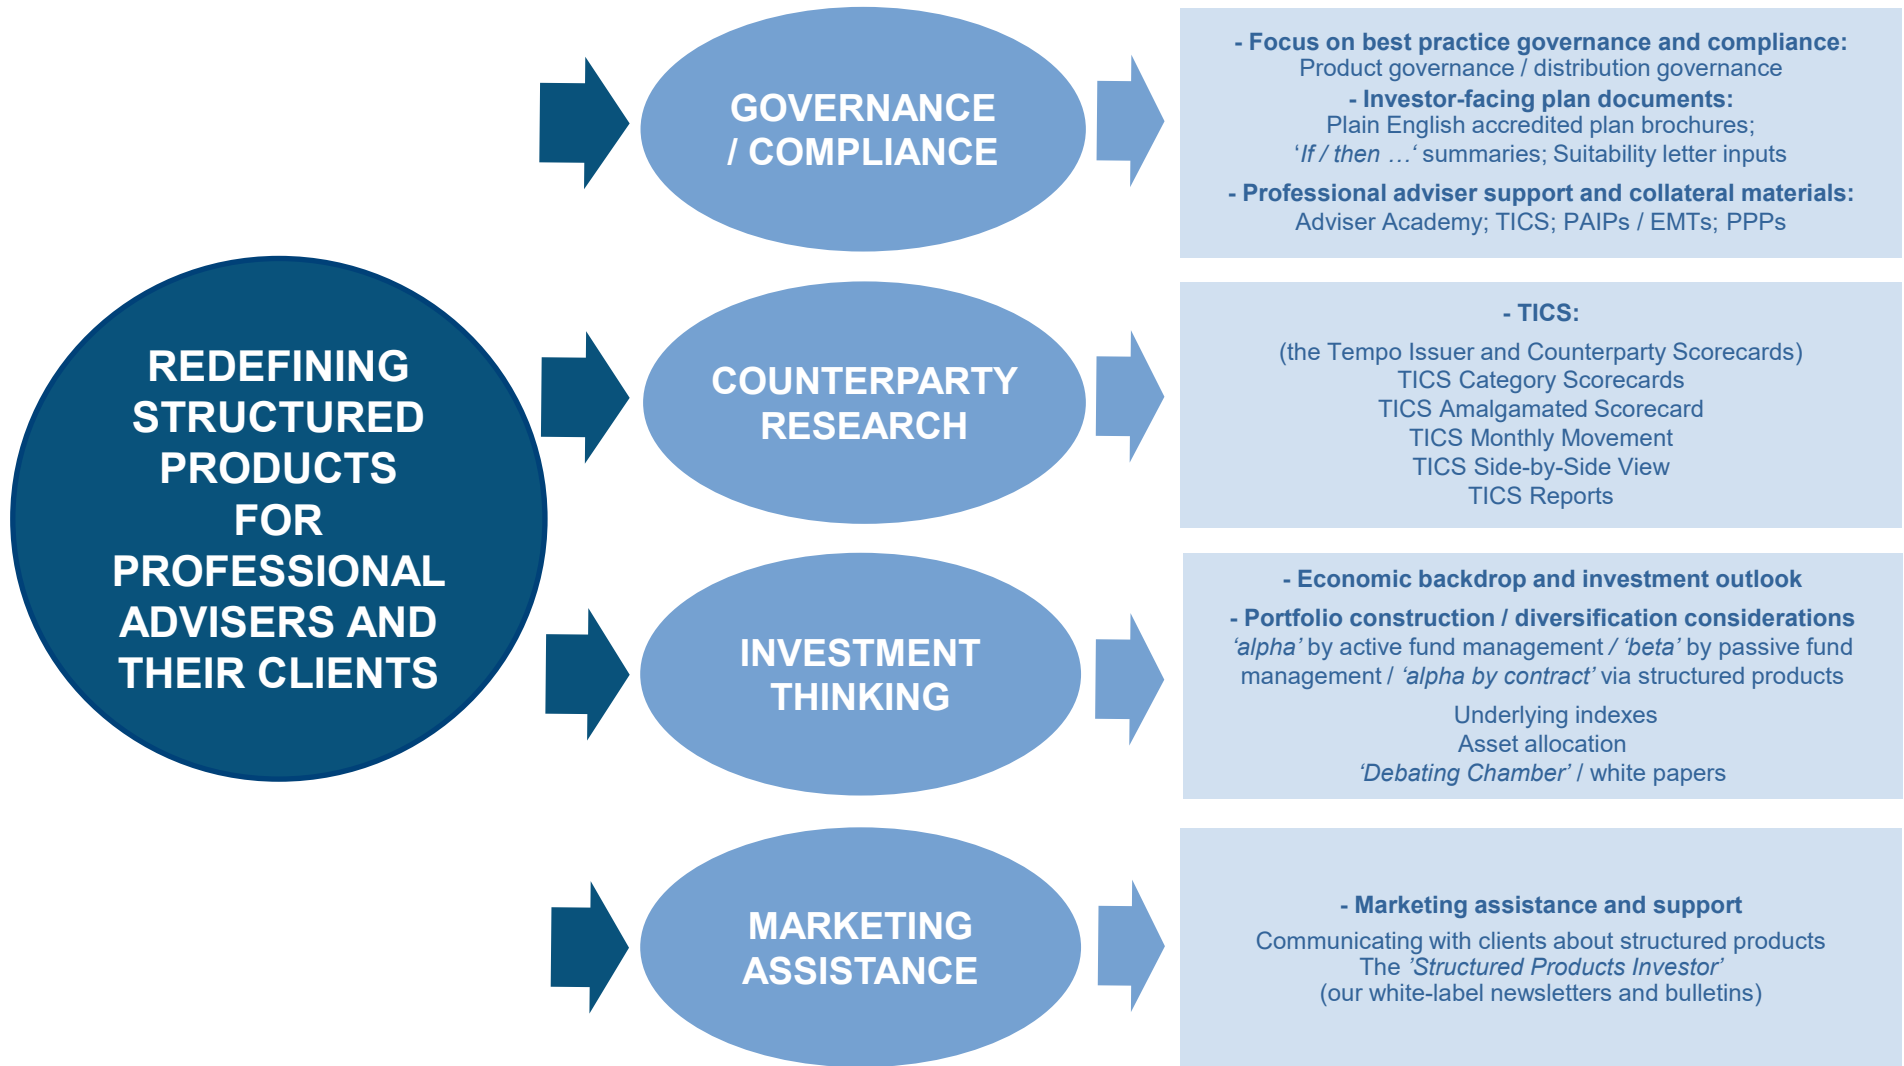 REDEFINING
STRUCTURED
PRODUCTS
FOR
PROFESSIONAL
ADVISERS AND
THEIR CLIENTS
GOVERNANCE
/ COMPLIANCE
- Focus on best practice governance and compliance:
Product governance / distribution governance
- Investor-facing plan documents:
Plain English accredited plan brochures;
‘If / then …‘ summaries; Suitability letter inputs
- Professional adviser support and collateral materials:
Adviser Academy; TICS; PAIPs / EMTs; PPPs
COUNTERPARTY
RESEARCH
- TICS:
(the Tempo Issuer and Counterparty Scorecards)
TICS Category Scorecards
TICS Amalgamated Scorecard
TICS Monthly Movement
TICS Side-by-Side View
TICS Reports
INVESTMENT
THINKING
- Economic backdrop and investment outlook
- Portfolio construction / diversification considerations
‘alpha’ by active fund management / ‘beta’ by passive fund
management / ‘alpha by contract’ via structured products
Underlying indexes
Asset allocation
‘Debating Chamber’ / white papers
MARKETING
ASSISTANCE
- Marketing assistance and support
Communicating with clients about structured products
The ’Structured Products Investor’
(our white-label newsletters and bulletins)